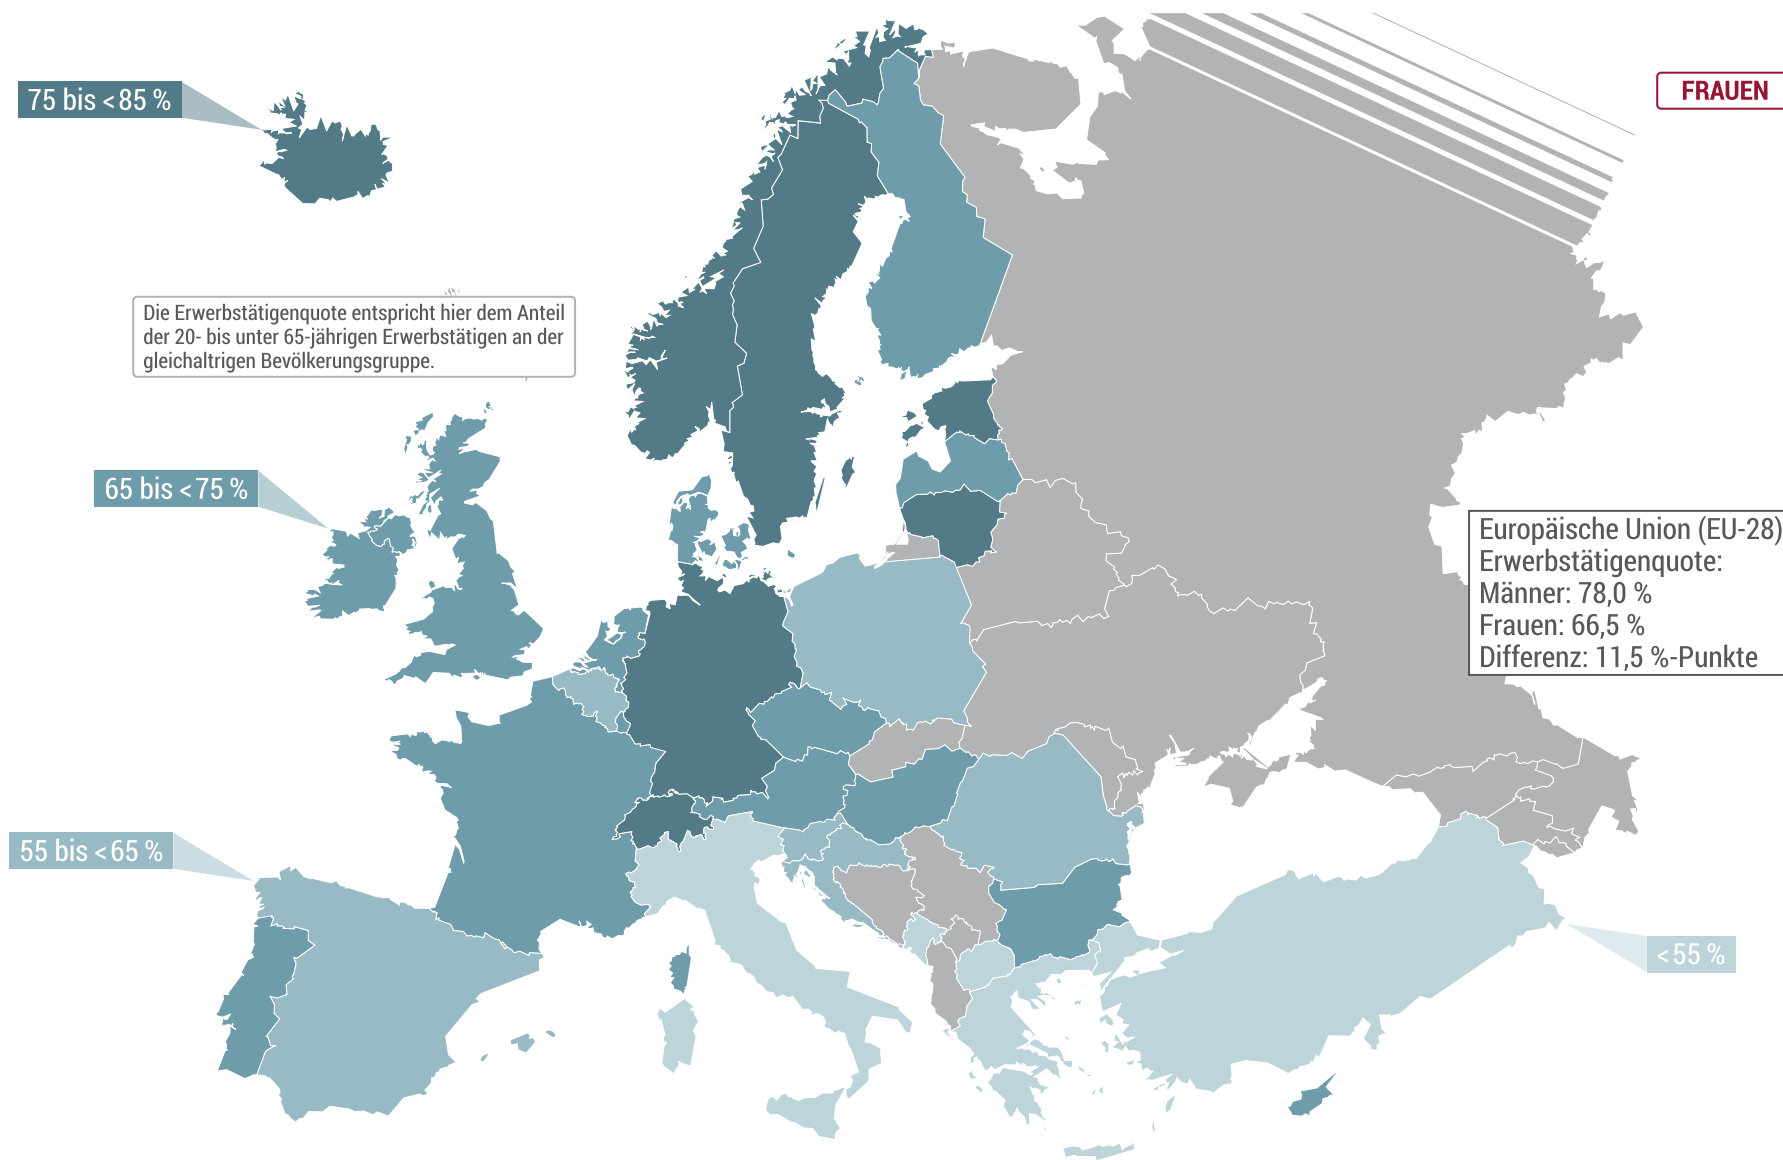 FRAUEN
75 bis <85 %
Die Erwerbstätigenquote entspricht hier dem Anteil
der 20- bis unter 65-jährigen Erwerbstätigen an der
gleichaltrigen Bevölkerungsgruppe.
65 bis <75 %
Europäische Union (EU-28)
Erwerbstätigenquote:
Männer: 78,0 %
Frauen: 66,5 %
Differenz: 11,5 %-Punkte
55 bis <65 %
<55 %